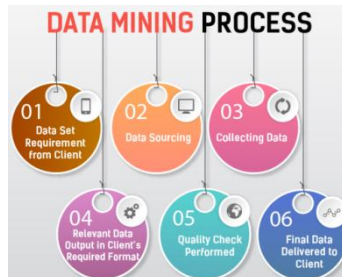 DATA MINING PROCESS
01
Data Set
Requirement
from Client
02
Data Sourcing
03
Collecting Data
04
Relevant Data
Output in Client's
Required Format
05
Quality Check
Performed
06
Final Data
Delivered to
Client